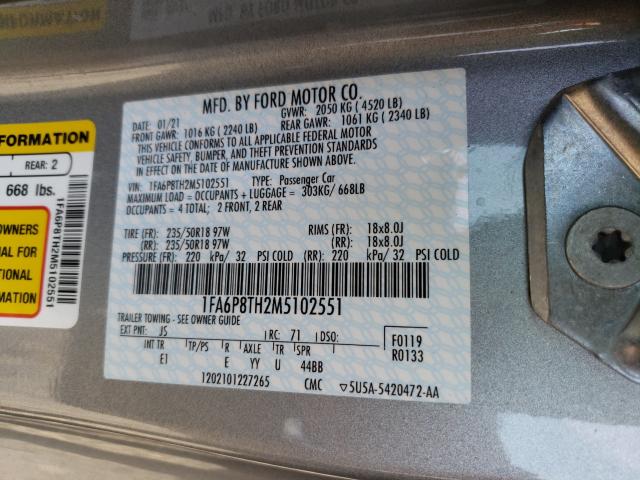 INFORMATION
MFD. BY FORD MOTOR CO.
DATE: 01/21 GVWR: 2050 KG ( 4520 LB)
FRONT GAWR: 1016 KG ( 2240 LB) REAR GAWR: 1061 KG ( 2340 LB)
THIS VEHICLE CONFORMS TO ALL APPLICABLE FEDERAL MOTOR
VEHICLE SAFETY, BUMPER, AND THEFT PREVENTION STANDARDS
IN EFFECT ON THE DATE OF MANUFACTURE SHOWN ABOVE.
VIN: 1FA6P8TH2M5102551 TYPE: Passenger Car
MAXIMUM LOAD = OCCUPANTS + LUGGAGE = 303KG/ 668LB
OCCUPANTS = 4 TOTAL; 2 FRONT, 2 REAR
TIRE (FR): 235/50R18 97W RIMS (FR): 18x8.0J
(RR): 235/50R18 97W (RR): 18x8.0J
PRESSURE (FR): 220 kPa/ 32 PSI COLD (RR): 220 kPa/ 32 PSI COLD
1FA6P8TH2M5102551
TRAILER TOWING - SEE OWNER GUIDE
EXT PNT: JS RC: 71 DSO: F0119
INT TR TP/PS R AXLE TR SPR R0133
E1 E YY U 44BB
1202101227265 CMC ▽5U5A-5420472-AA
FORMATION
REAR: 2
668 lbs.
OWNERS
AL FOR
TIONAL
MATION
1FA6P8TH2M5102551